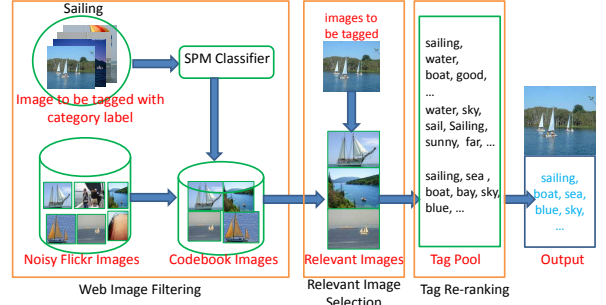 Sailing
SPM Classifier
Image to be tagged with
category label
Noisy Flickr Images
Codebook Images
Web Image Filtering
images to
be tagged
Relevant Images
Relevant Image
Selection
sailing,
water,
boat, good,
...
water, sky,
sail, Sailing,
sunny, far, ...
sailing, sea ,
boat, bay, sky,
blue, ...
Tag Pool
Tag Re-ranking
sailing,
boat, sea,
blue, sky,
...
Output